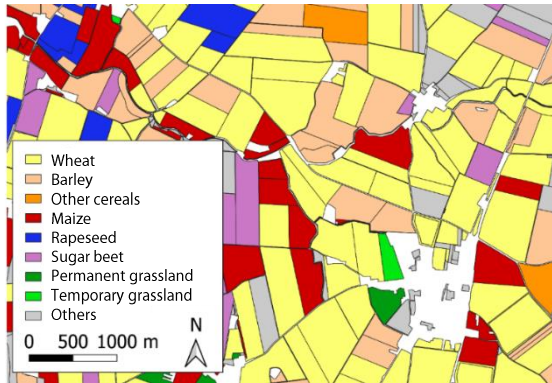 Wheat
Barley
Other cereals
Maize
Rapeseed
Sugar beet
Permanent grassland
Temporary grassland
Others
N
0 500 1000 m